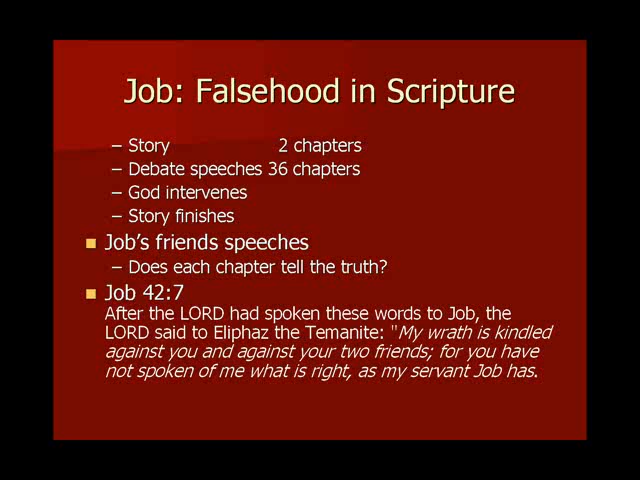 Job: Falsehood in Scripture
– Story 2 chapters
– Debate speeches 36 chapters
– God intervenes
– Story finishes
■ Job's friends speeches
– Does each chapter tell the truth?
■ Job 42:7
After the LORD had spoken these words to Job, the
LORD said to Eliphaz the Temanite: "My wrath is kindled
against you and against your two friends; for you have
not spoken of me what is right, as my servant Job has.